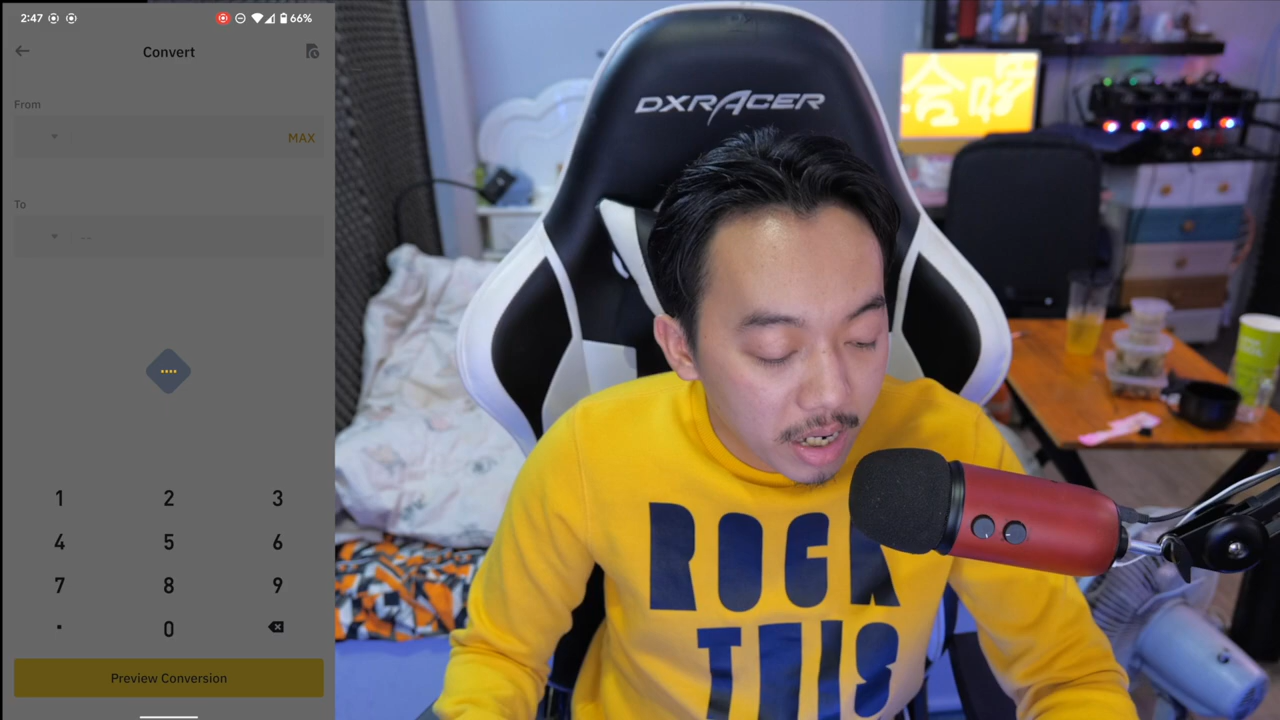 2:47
66%
Convert
From
MAX
To
--
1 2 3
4 5 6
7 8 9
. 0
Preview Conversion
DXRACER
ROCK
THIS